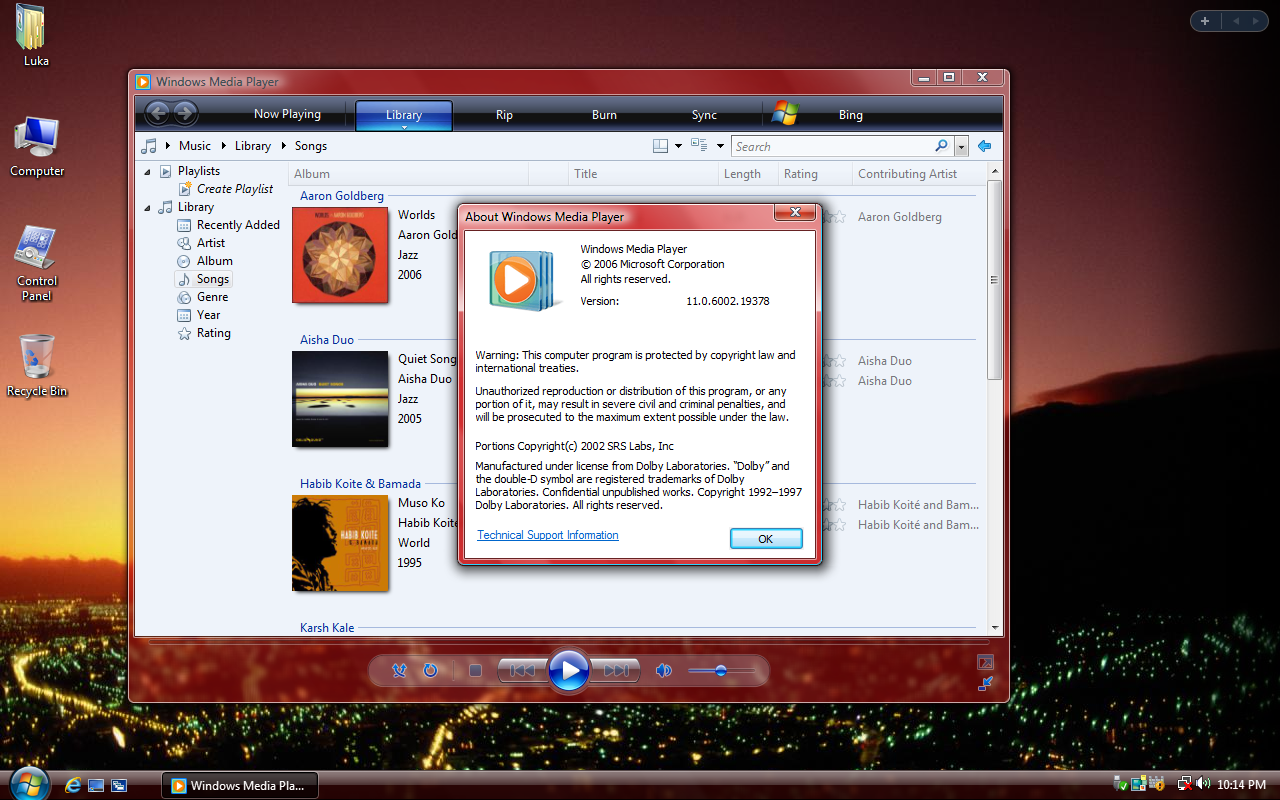 Luka
Computer
Control
Panel
Recycle Bin
Windows Media Player
Now Playing
Library
Rip
Burn
Sync
Bing
Music
Library
Songs
Search
Playlists
Create Playlist
Library
Recently Added
Artist
Album
Songs
Genre
Year
Rating
Album
Title
Length
Rating
Contributing Artist
Aaron Goldberg
Worlds
Aaron Gold
Jazz
2006
Aaron Goldberg
Aisha Duo
Quiet Song
Aisha Duo
Jazz
2005
Aisha Duo
Aisha Duo
Habib Koite & Bamada
HABIB KOITE
Muso Ko
Habib Koite
World
1995
Habib Koité and Bam...
Habib Koité and Bam...
Karsh Kale
About Windows Media Player
Windows Media Player
© 2006 Microsoft Corporation
All rights reserved.
Version: 11.0.6002.19378
Warning: This computer program is protected by copyright law and
international treaties.
Unauthorized reproduction or distribution of this program, or any
portion of it, may result in severe civil and criminal penalties, and
will be prosecuted to the maximum extent possible under the law.
Portions Copyright(c) 2002 SRS Labs, Inc
Manufactured under license from Dolby Laboratories. “Dolby” and
the double-D symbol are registered trademarks of Dolby
Laboratories. Confidential unpublished works. Copyright 1992–1997
Dolby Laboratories. All rights reserved.
Technical Support Information
OK
Windows Media Pla...
10:14 PM